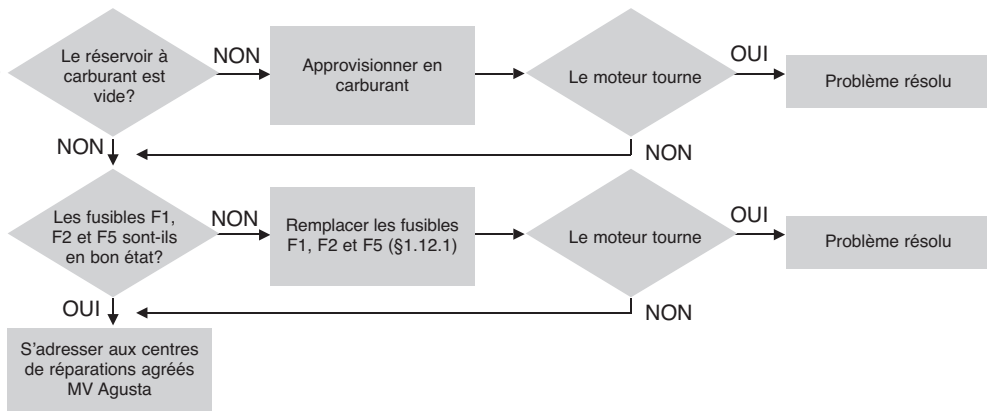 Le réservoir à
carburant est
vide?
NON
Approvisionner en
carburant
Le moteur tourne
OUI
Problème résolu
NON
NON
Les fusibles F1,
F2 et F5 sont-ils
en bon état?
NON
Remplacer les fusibles
F1, F2 et F5 (§1.12.1)
Le moteur tourne
OUI
Problème résolu
OUI
NON
S'adresser aux centres
de réparations agréés
MV Agusta